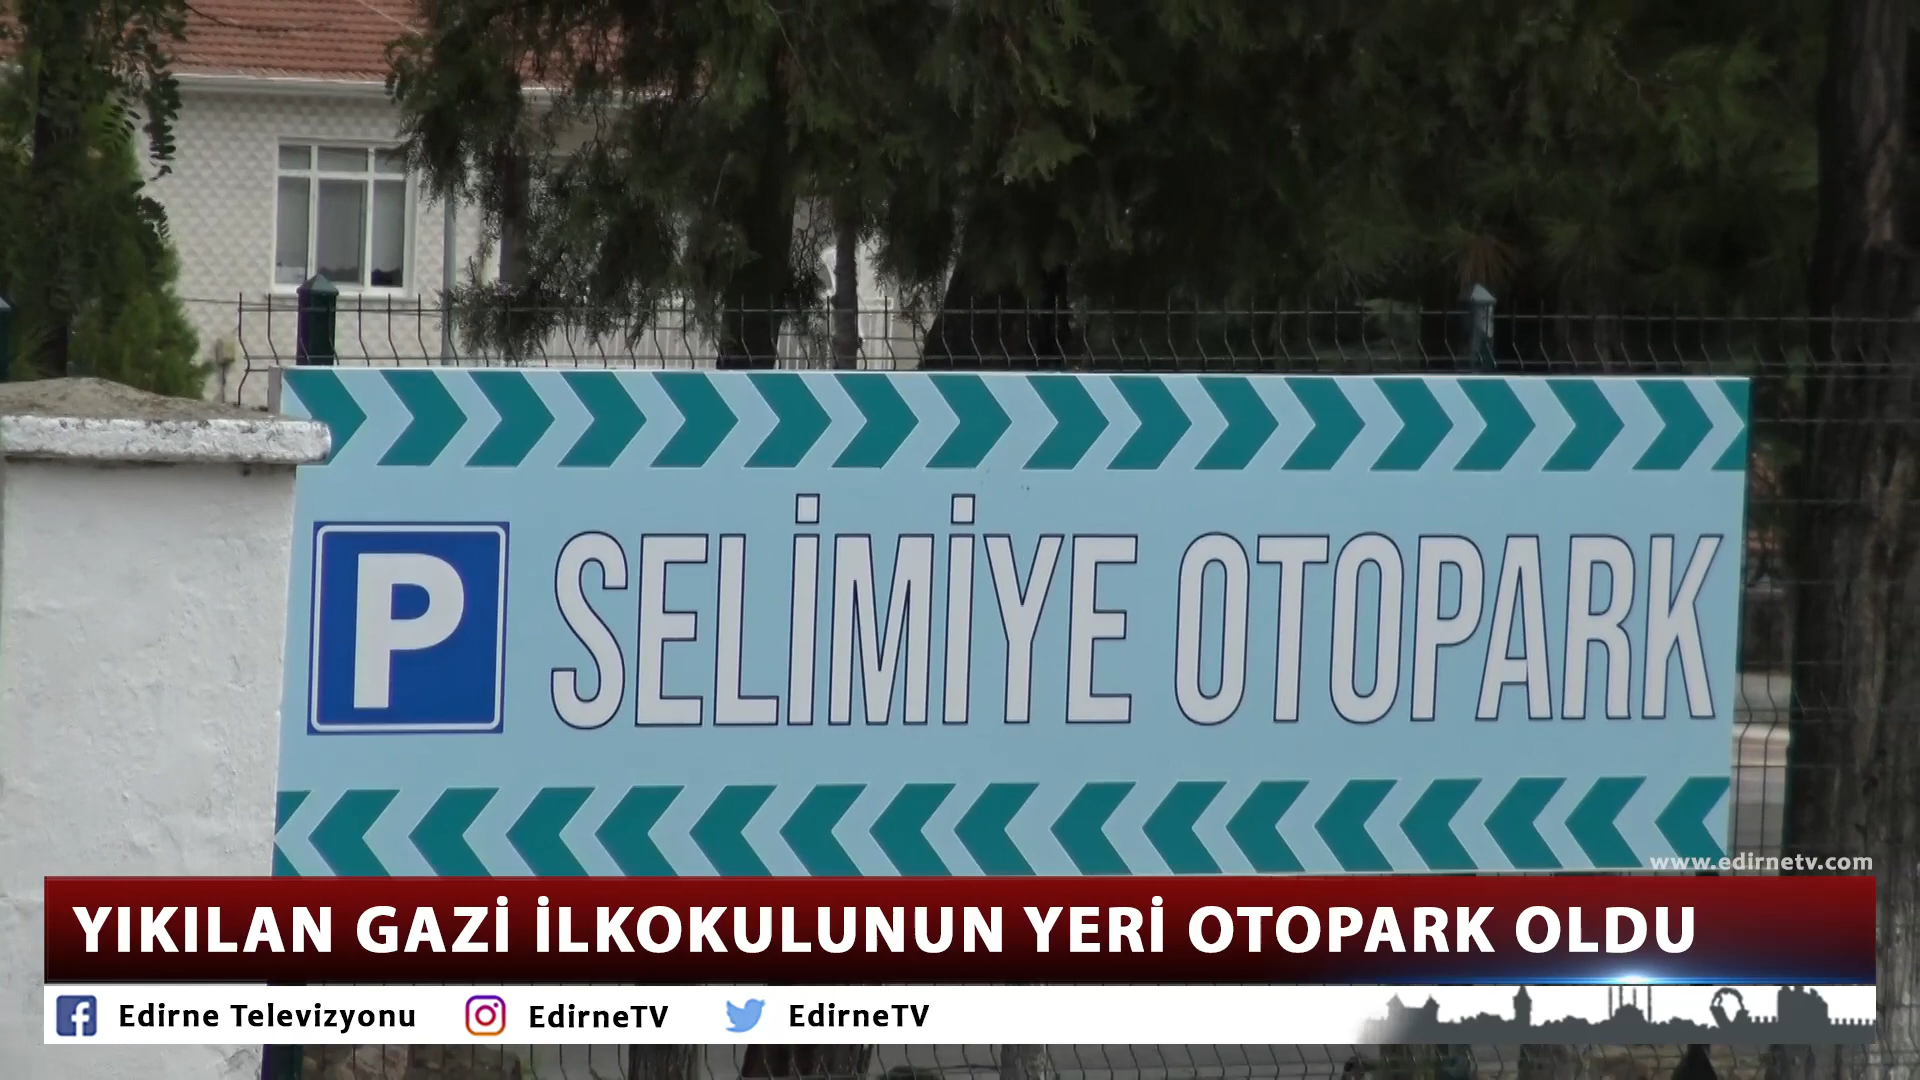 P
SELİMİYE OTOPARK
www.edirnetv.com
YIKILAN GAZİ İLKOKULUNUN YERİ OTOPARK OLDU
Edirne Televizyonu
EdirneTV
EdirneTV